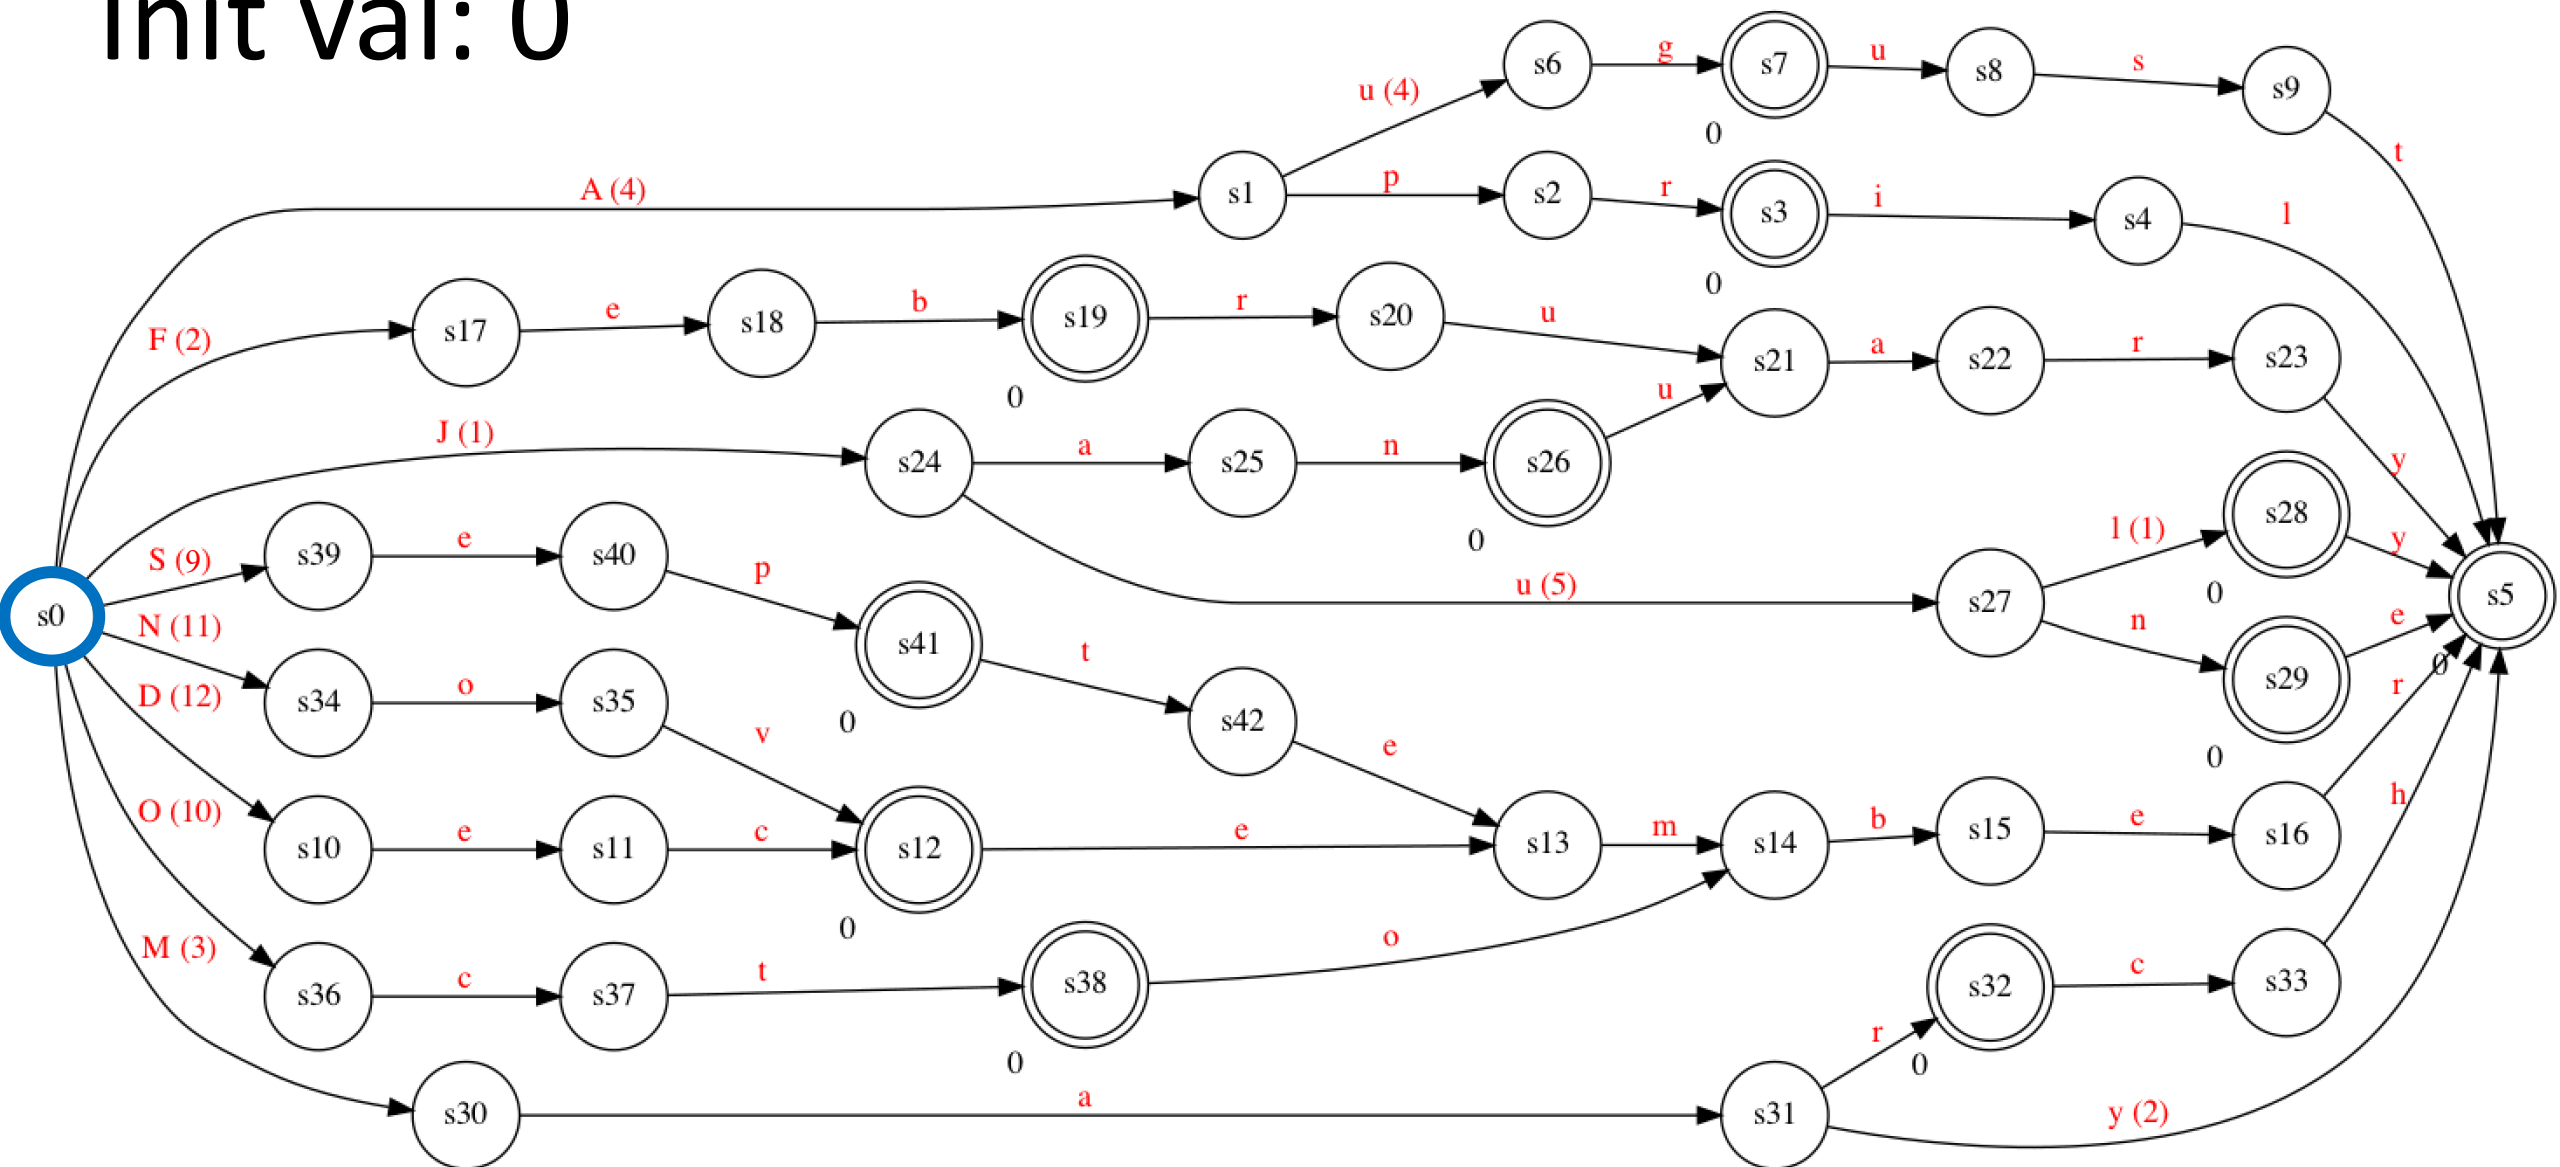 Init val: 0
s6
g
s7
u
s8
s
s9
u (4)
0
t
A (4)
s1
p
s2
r
s3
i
s4
l
0
F (2)
s17
e
s18
b
s19
r
s20
u
s21
a
s22
r
s23
0
u
y
J (1)
s24
a
s25
n
s26
0
l (1)
s28
y
0
S (9)
s39
e
s40
p
s41
0
u (5)
s27
n
s29
e
s5
0
0
s0
N (11)
s34
o
s35
v
t
s42
e
D (12)
s10
e
s11
c
s12
0
e
s13
m
s14
b
s15
e
s16
r
O (10)
s36
c
s37
t
s38
0
o
s32
0
c
s33
h
M (3)
s30
a
s31
r
y (2)